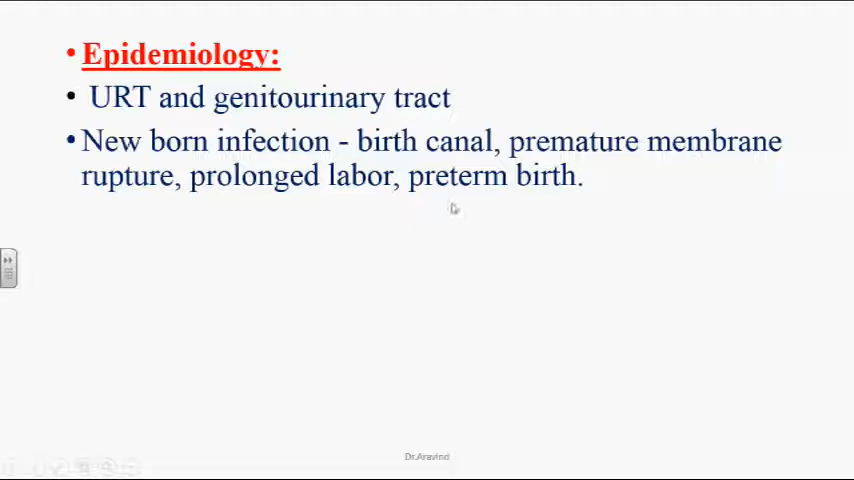 • Epidemiology:
• URT and genitourinary tract
• New born infection - birth canal, premature membrane
rupture, prolonged labor, preterm birth.
Dr.Aravind